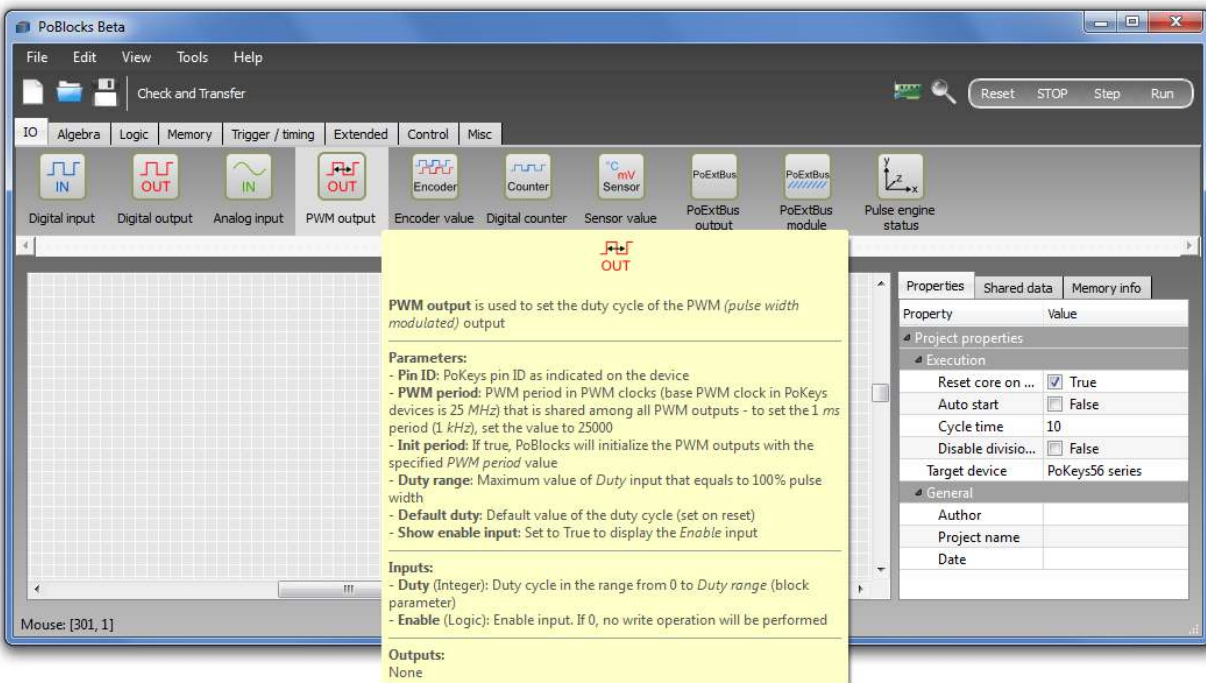 PoBlocks Beta
File Edit View Tools Help
Check and Transfer
Reset STOP Step Run
IO Algebra Logic Memory Trigger / timing Extended Control Misc
IN OUT IN OUT Encoder Counter °C mV Sensor PoExtBus PoExtBus y z x
Digital input Digital output Analog input PWM output Encoder value Digital counter Sensor value PoExtBus output PoExtBus module Pulse engine status
OUT
PWM output is used to set the duty cycle of the PWM (pulse width
modulated) output
Parameters:
- Pin ID: PoKeys pin ID as indicated on the device
- PWM period: PWM period in PWM clocks (base PWM clock in PoKeys
devices is 25 MHz) that is shared among all PWM outputs - to set the 1 ms
period (1 kHz), set the value to 25000
- Init period: If true, PoBlocks will initialize the PWM outputs with the
specified PWM period value
- Duty range: Maximum value of Duty input that equals to 100% pulse
width
- Default duty: Default value of the duty cycle (set on reset)
- Show enable input: Set to True to display the Enable input
Inputs:
- Duty (Integer): Duty cycle in the range from 0 to Duty range (block
parameter)
- Enable (Logic): Enable input. If 0, no write operation will be performed
Outputs:
None
Properties Shared data Memory info
Property Value
Project properties
Execution
Reset core on ... True
Auto start False
Cycle time 10
Disable divisio... False
Target device PoKeys56 series
General
Author
Project name
Date
Mouse: [301, 1]